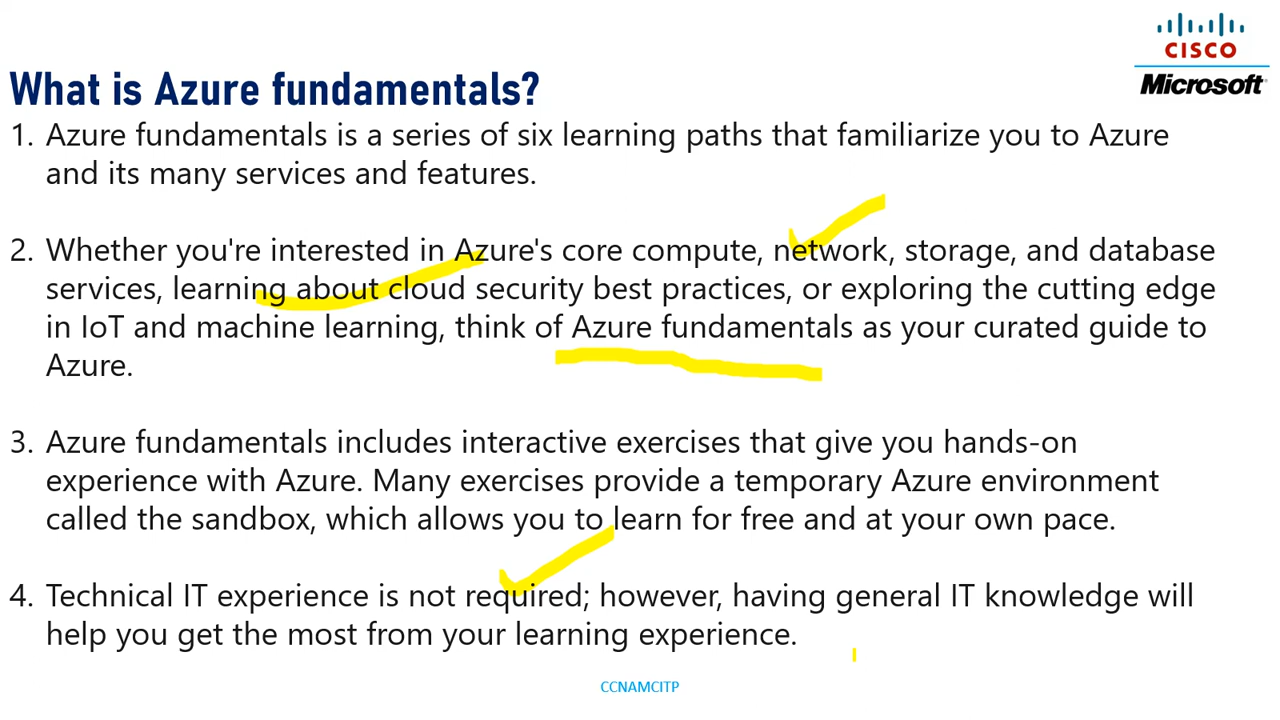 CISCO
Microsoft
What is Azure fundamentals?
1. Azure fundamentals is a series of six learning paths that familiarize you to Azure
and its many services and features.
2. Whether you're interested in Azure's core compute, network, storage, and database
services, learning about cloud security best practices, or exploring the cutting edge
in IoT and machine learning, think of Azure fundamentals as your curated guide to
Azure.
3. Azure fundamentals includes interactive exercises that give you hands-on
experience with Azure. Many exercises provide a temporary Azure environment
called the sandbox, which allows you to learn for free and at your own pace.
4. Technical IT experience is not required; however, having general IT knowledge will
help you get the most from your learning experience.
CCNAMCITP